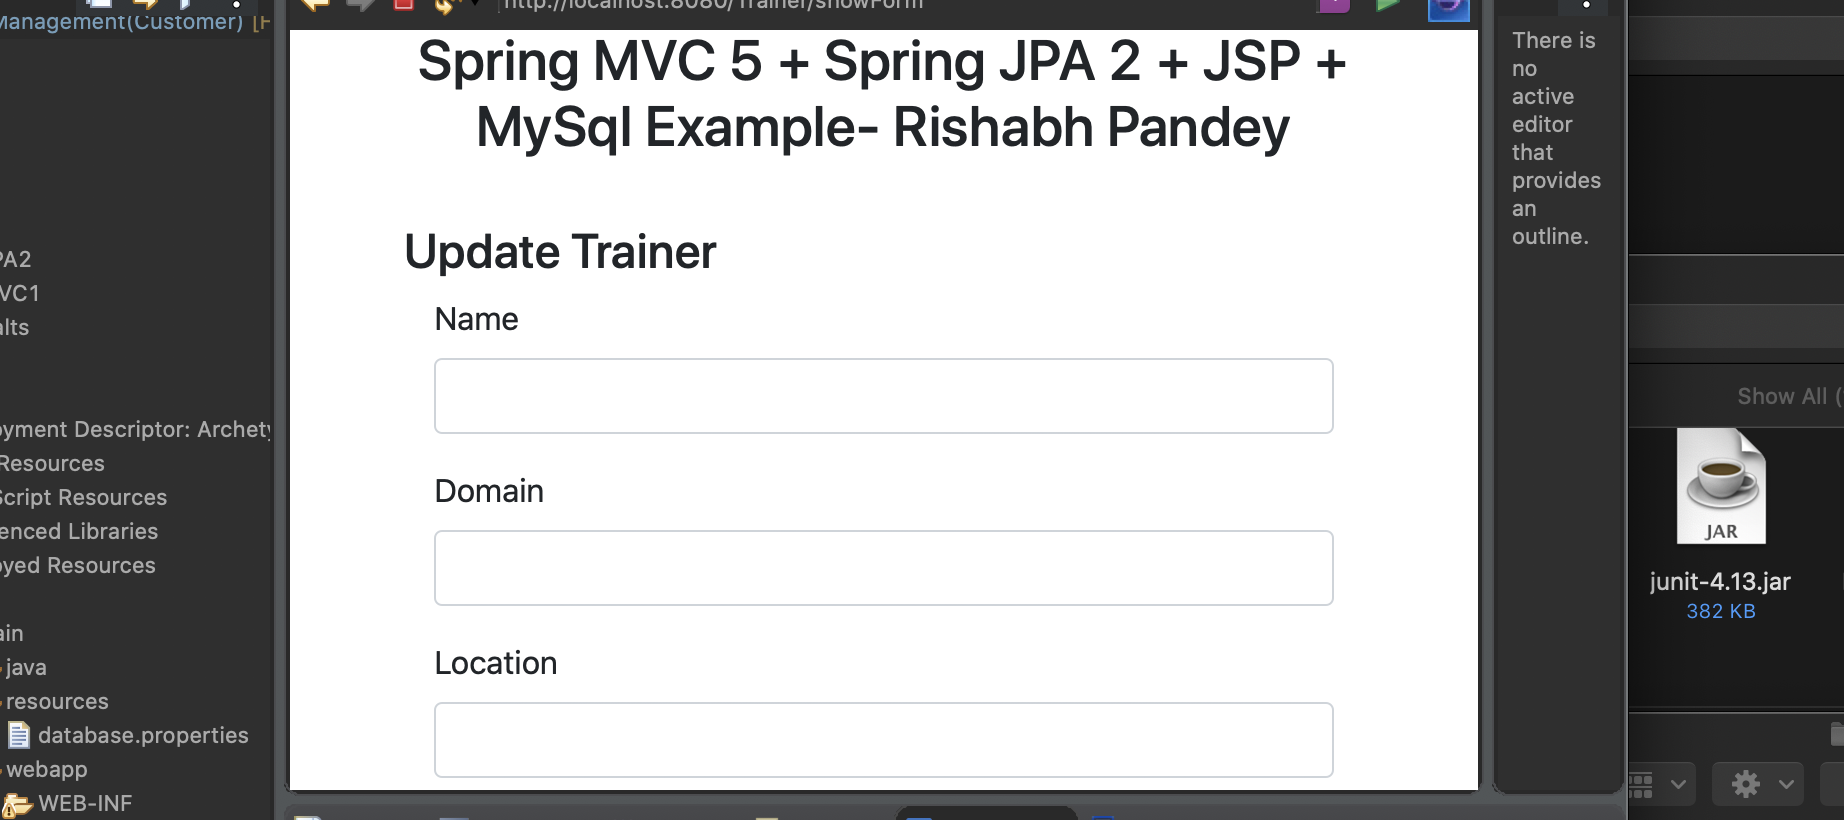 Management(Customer)
http://localhost:8080/Trainer/showForm
Spring MVC 5 + Spring JPA 2 + JSP +
MySql Example- Rishabh Pandey
Update Trainer
Name
Domain
Location
PA2
VC1
alts
oyment Descriptor: Archety
Resources
Script Resources
enced Libraries
oyed Resources
ain
java
resources
database.properties
webapp
WEB-INF
There is
no
active
editor
that
provides
an
outline.
Show All (
JAR
junit-4.13.jar
382 KB